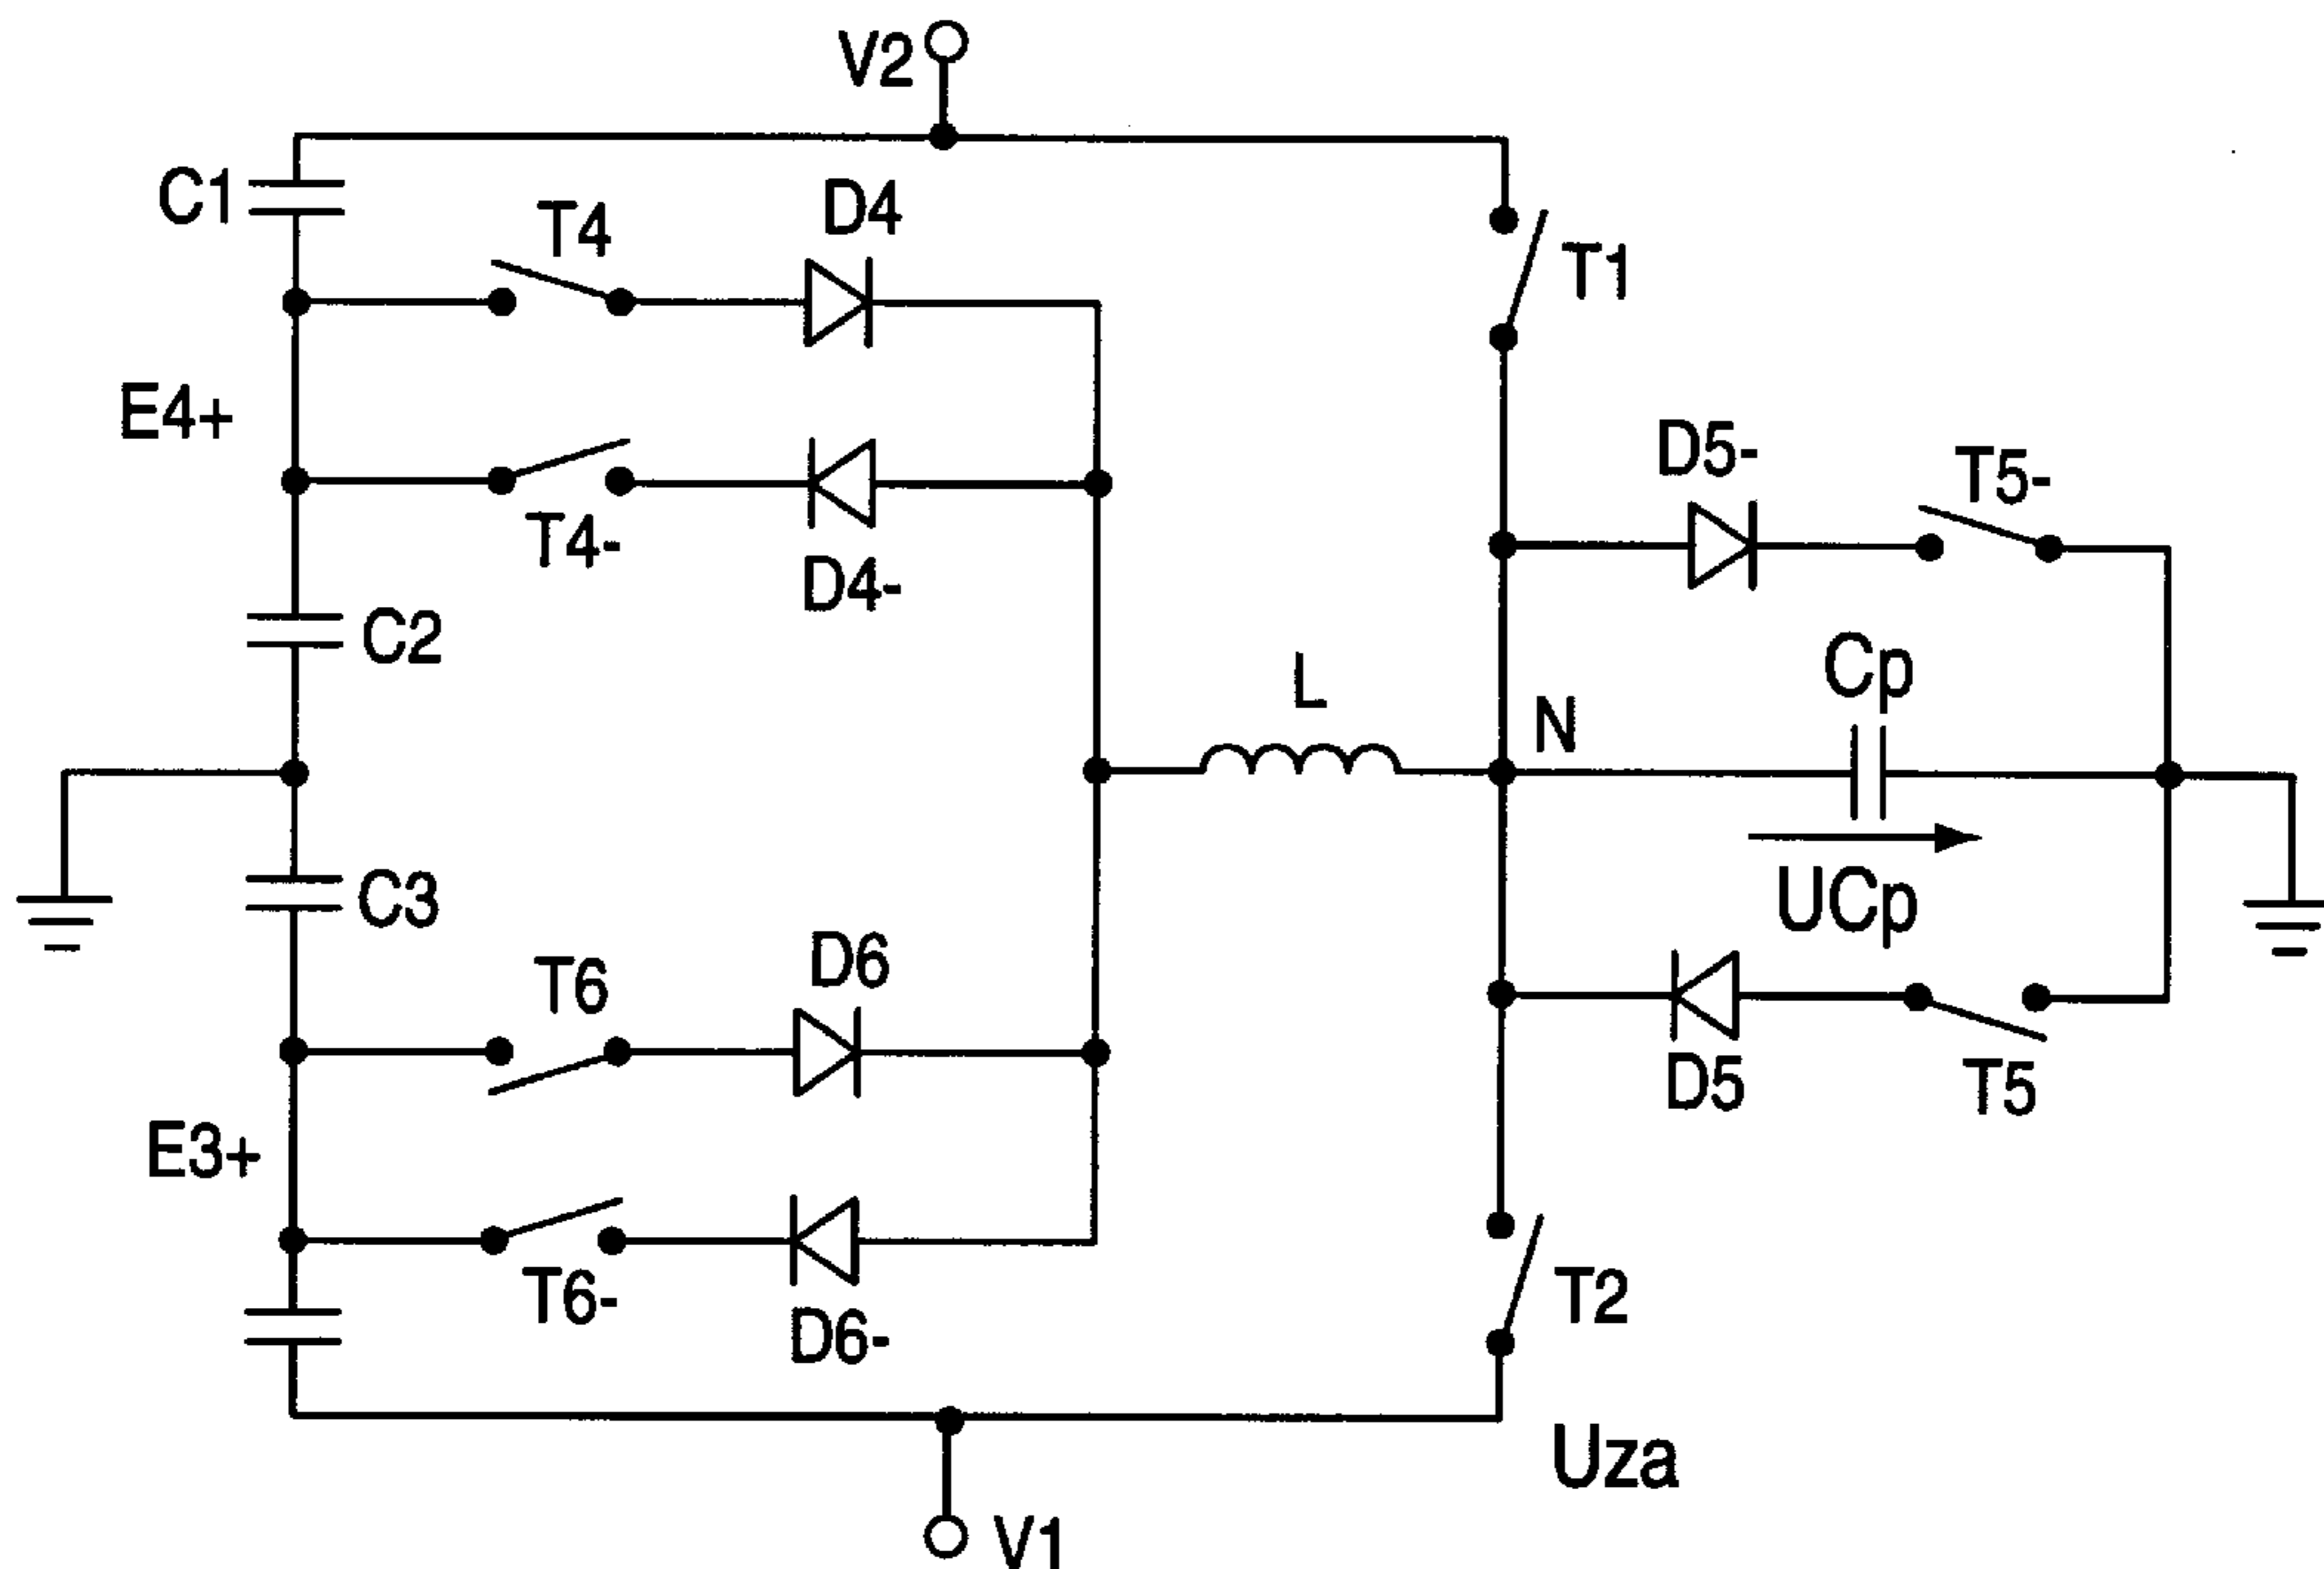 V2
C1
T4
D4
T1
E4+
D5-
T5-
T4-
D4-
C2
Cp
L
N
C3
UCp
T6
D6
D5
T5
E3+
T6-
D6-
T2
Uza
V1